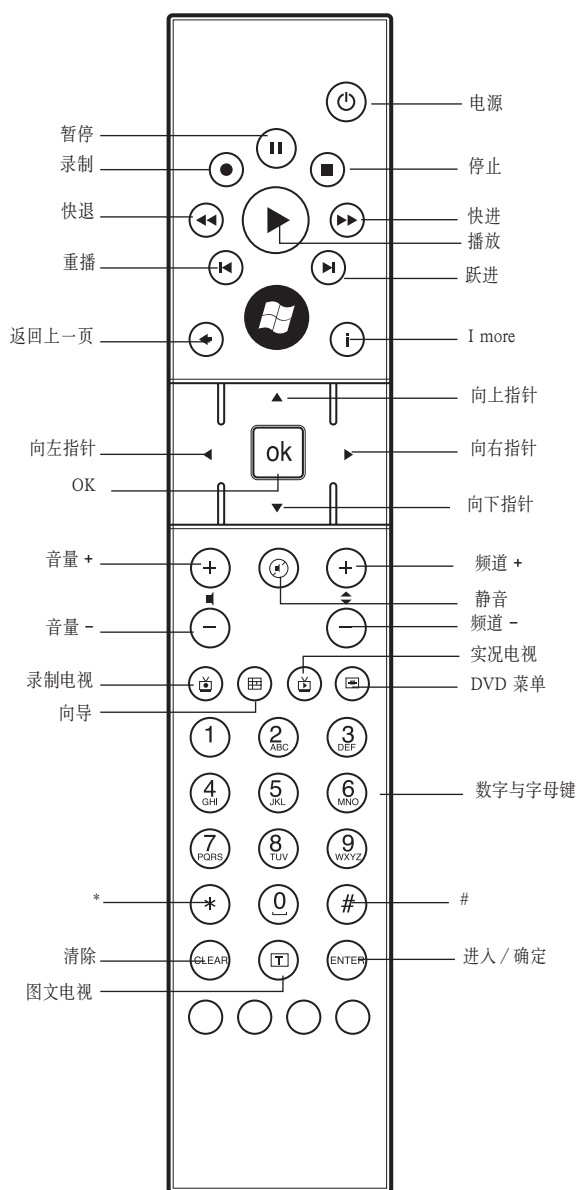 电源
暂停
录制
停止
快退
快进
播放
重播
跃进
返回上一页
i
I more
向上指针
向左指针
ok
向右指针
OK
向下指针
音量 +
频道 +
静音
音量 -
频道 -
实况电视
录制电视
DVD 菜单
向导
1
2 ABC
3 DEF
4 GHI
5 JKL
6 MNO
数字与字母键
7 PQRS
8 TUV
9 WXYZ
*
* 0 #
#
清除
CLEAR
T
ENTER
进入 / 确定
图文电视